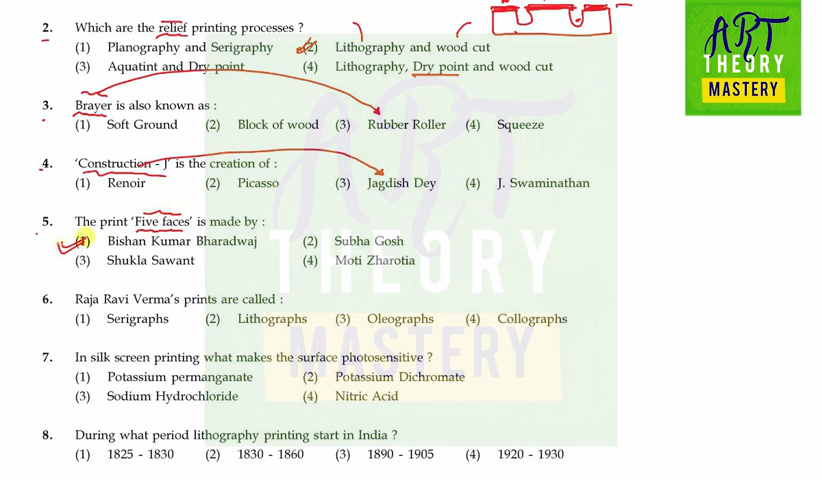 2. Which are the relief printing processes ?
(1) Planography and Serigraphy (2) Lithography and wood cut
(3) Aquatint and Dry point (4) Lithography, Dry point and wood cut
3. Brayer is also known as :
(1) Soft Ground (2) Block of wood (3) Rubber Roller (4) Squeeze
4. 'Construction - J' is the creation of :
(1) Renoir (2) Picasso (3) Jagdish Dey (4) J. Swaminathan
5. The print 'Five faces' is made by :
(1) Bishan Kumar Bharadwaj (2) Subha Gosh
(3) Shukla Sawant (4) Moti Zharotia
6. Raja Ravi Verma's prints are called :
(1) Serigraphs (2) Lithographs (3) Oleographs (4) Collographs
7. In silk screen printing what makes the surface photosensitive ?
(1) Potassium permanganate (2) Potassium Dichromate
(3) Sodium Hydrochloride (4) Nitric Acid
8. During what period lithography printing start in India ?
(1) 1825 - 1830 (2) 1830 - 1860 (3) 1890 - 1905 (4) 1920 - 1930
ART
THEORY
MASTERY
THEORY
MASTERY